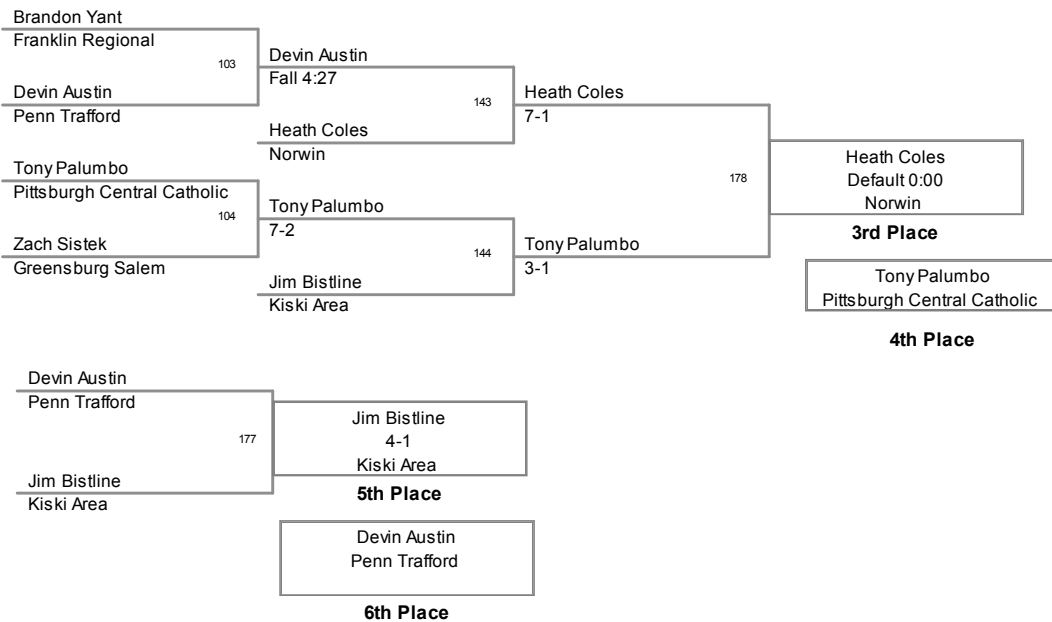 Brandon Yant
Franklin Regional
103
Devin Austin
Penn Trafford
Devin Austin
Fall 4:27
143
Heath Coles
Norwin
Heath Coles
7-1
Tony Palumbo
Pittsburgh Central Catholic
104
Zach Sistek
Greensburg Salem
Tony Palumbo
7-2
144
Jim Bistline
Kiski Area
Tony Palumbo
3-1
178
Heath Coles
Default 0:00
Norwin
3rd Place
Tony Palumbo
Pittsburgh Central Catholic
4th Place
Devin Austin
Penn Trafford
177
Jim Bistline
Kiski Area
Jim Bistline
4-1
Kiski Area
5th Place
Devin Austin
Penn Trafford
6th Place